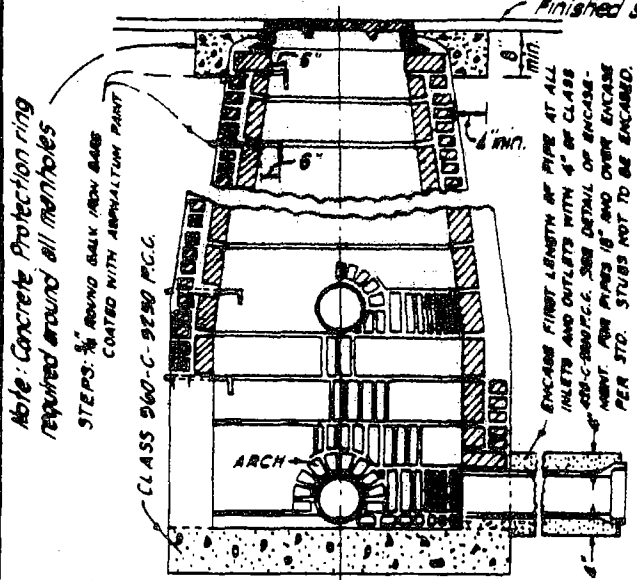 Finished S
8"
min.
6"
4" min.
6"
Note: Concrete Protection ring
required around all manholes
STEPS: ROUND GALV IRON BARS
COATED WITH ASPHALTUM PAINT
CLASS 560-C-3250 P.C.C.
ARCH
ENCASE FIRST LENGTH OF PIPE AT ALL
INLETS AND OUTLETS WITH 4" OF CLASS
P.C.C. SEE DETAIL OF ENCASE-
MENT. FOR PIPES 18" AND OVER ENCASE
PER STD. STUBS NOT TO BE ENCASED.
4"
4"